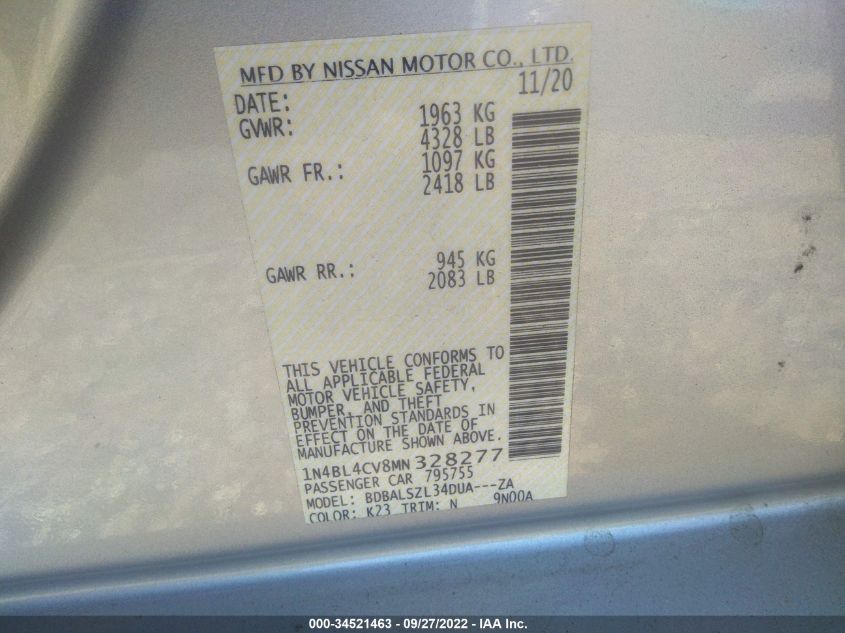 MFD BY NISSAN MOTOR CO., LTD.
DATE: 11/20
GVWR: 1963 KG
4328 LB
GAWR FR.: 1097 KG
2418 LB
GAWR RR.: 945 KG
2083 LB
THIS VEHICLE CONFORMS TO
ALL APPLICABLE FEDERAL
MOTOR VEHICLE SAFETY,
BUMPER, AND THEFT
PREVENTION STANDARDS IN
EFFECT ON THE DATE OF
MANUFACTURE SHOWN ABOVE.
1N4BL4CV8MN328277
PASSENGER CAR 795755
MODEL: BDBALSZL34DUA---ZA
COLOR: K23 TRIM: N 9N00A
000-34521463 - 09/27/2022 - IAA Inc.